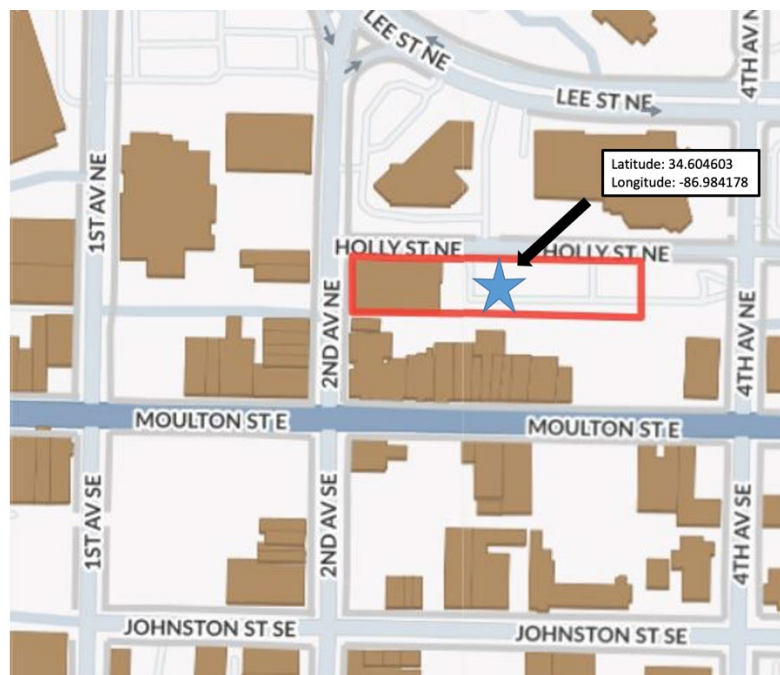 LEE ST NE
4TH AV N
LEE ST NE
Latitude: 34.604603
Longitude: -86.984178
1ST AV NE
HOLLY ST NE
HOLLY ST NE
2ND AV NE
4TH AV NE
MOULTON ST E
MOULTON ST E
1ST AV SE
2ND AV SE
4TH AV SE
JOHNSTON ST SE
JOHNSTON ST SE